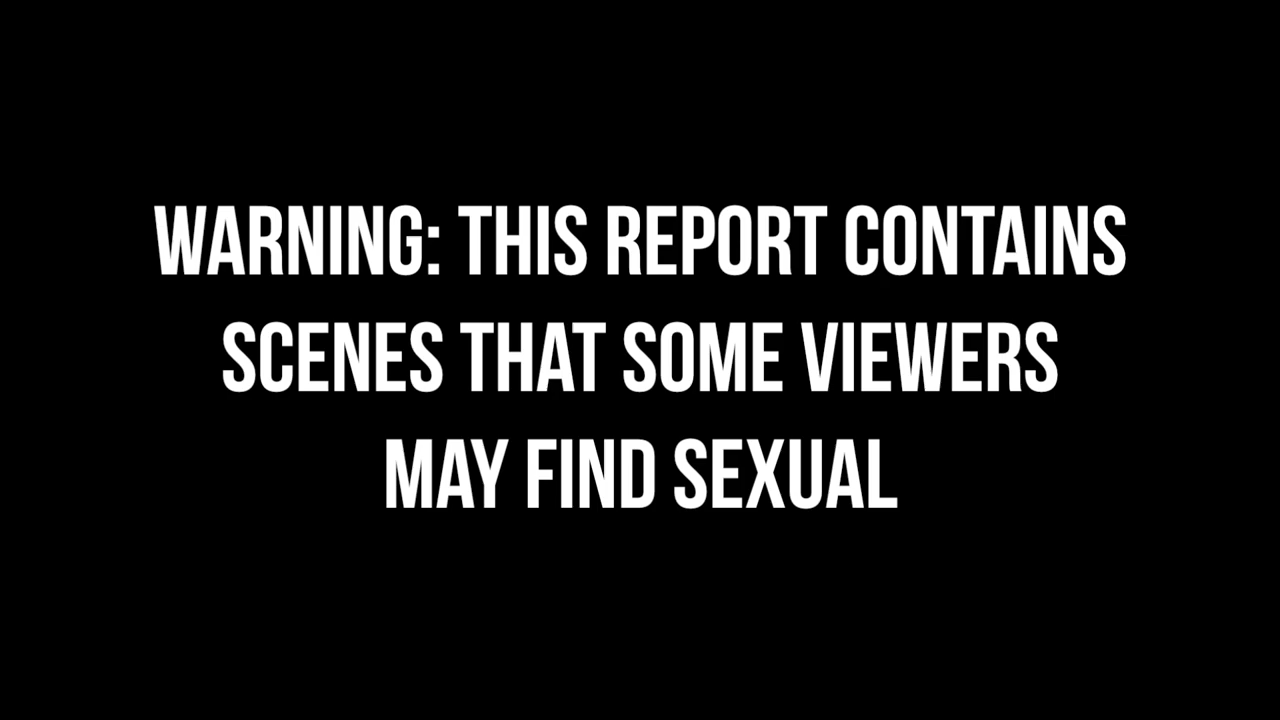 WARNING: THIS REPORT CONTAINS
SCENES THAT SOME VIEWERS
MAY FIND SEXUAL